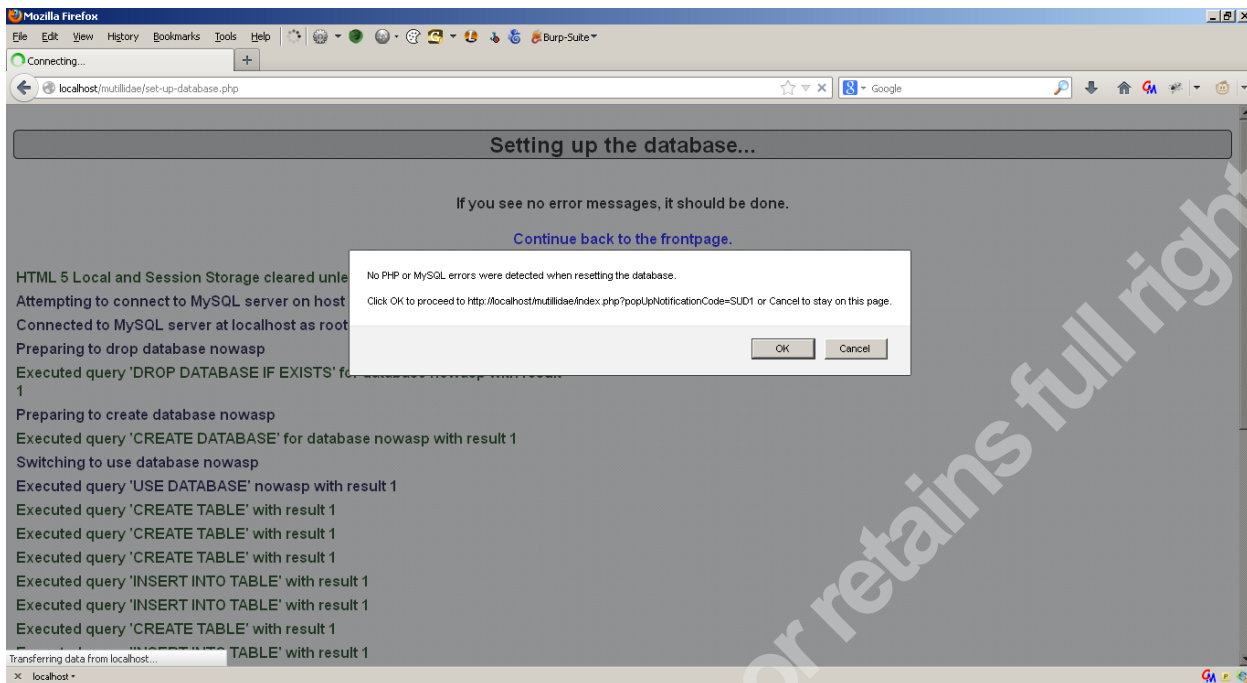 Mozilla Firefox
File Edit View History Bookmarks Tools Help Burp-Suite
Connecting...
localhost/mutillidae/set-up-database.php
Google
Setting up the database...
If you see no error messages, it should be done.
Continue back to the frontpage.
No PHP or MySQL errors were detected when resetting the database.
Click OK to proceed to http://localhost/mutillidae/index.php?popUpNotificationCode=SUD1 or Cancel to stay on this page.
OK Cancel
HTML 5 Local and Session Storage cleared
Attempting to connect to MySQL server on host
Connected to MySQL server at localhost as root
Preparing to drop database nowasp
Executed query 'DROP DATABASE IF EXISTS' for database nowasp with result
1
Preparing to create database nowasp
Executed query 'CREATE DATABASE' for database nowasp with result 1
Switching to use database nowasp
Executed query 'USE DATABASE' nowasp with result 1
Executed query 'CREATE TABLE' with result 1
Executed query 'CREATE TABLE' with result 1
Executed query 'CREATE TABLE' with result 1
Executed query 'INSERT INTO TABLE' with result 1
Executed query 'INSERT INTO TABLE' with result 1
Executed query 'CREATE TABLE' with result 1
TABLE' with result 1
Transferring data from localhost...
localhost
or retains full